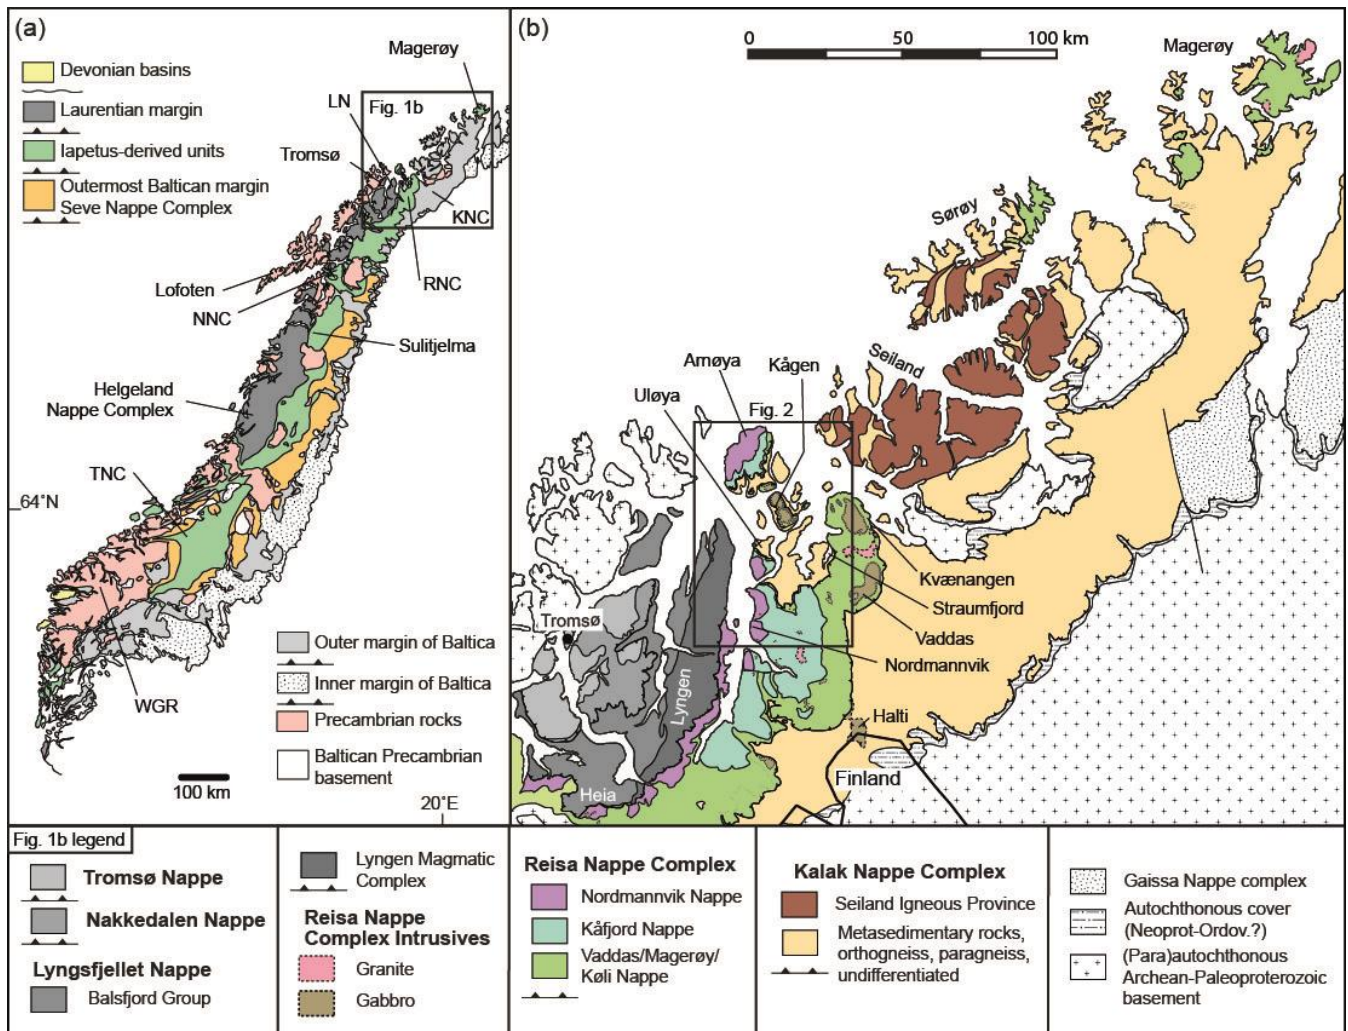 (a)
Devonian basins
Laurentian margin
Iapetus-derived units
Outermost Baltican margin
Seve Nappe Complex
Magerøy
LN
Fig. 1b
Tromsø
KNC
RNC
Lofoten
NNC
Sulitjelma
Helgeland
Nappe Complex
TNC
64°N
WGR
Outer margin of Baltica
Inner margin of Baltica
Precambrian rocks
Baltican Precambrian
basement
100 km
20°E
(b)
0 50 100 km
Magerøy
Sørøy
Seiland
Arnøya
Kågen
Uløya
Fig. 2
Kvænangen
Straumfjord
Vaddas
Nordmannvik
Tromsø
Lyngen
Halti
Finland
Heia
Fig. 1b legend
Tromsø Nappe
Nakkedalen Nappe
Lyngsfjellet Nappe
Balsfjord Group
Lyngen Magmatic
Complex
Reisa Nappe
Complex Intrusives
Granite
Gabbro
Reisa Nappe Complex
Nordmannvik Nappe
Kåfjord Nappe
Vaddas/Magerøy/
Køli Nappe
Kalak Nappe Complex
Seiland Igneous Province
Metasedimentary rocks,
orthogneiss, paragneiss,
undifferentiated
Gaissa Nappe complex
Autochthonous cover
(Neoprot-Ordov.?)
(Para)autochthonous
Archean-Paleoproterozoic
basement